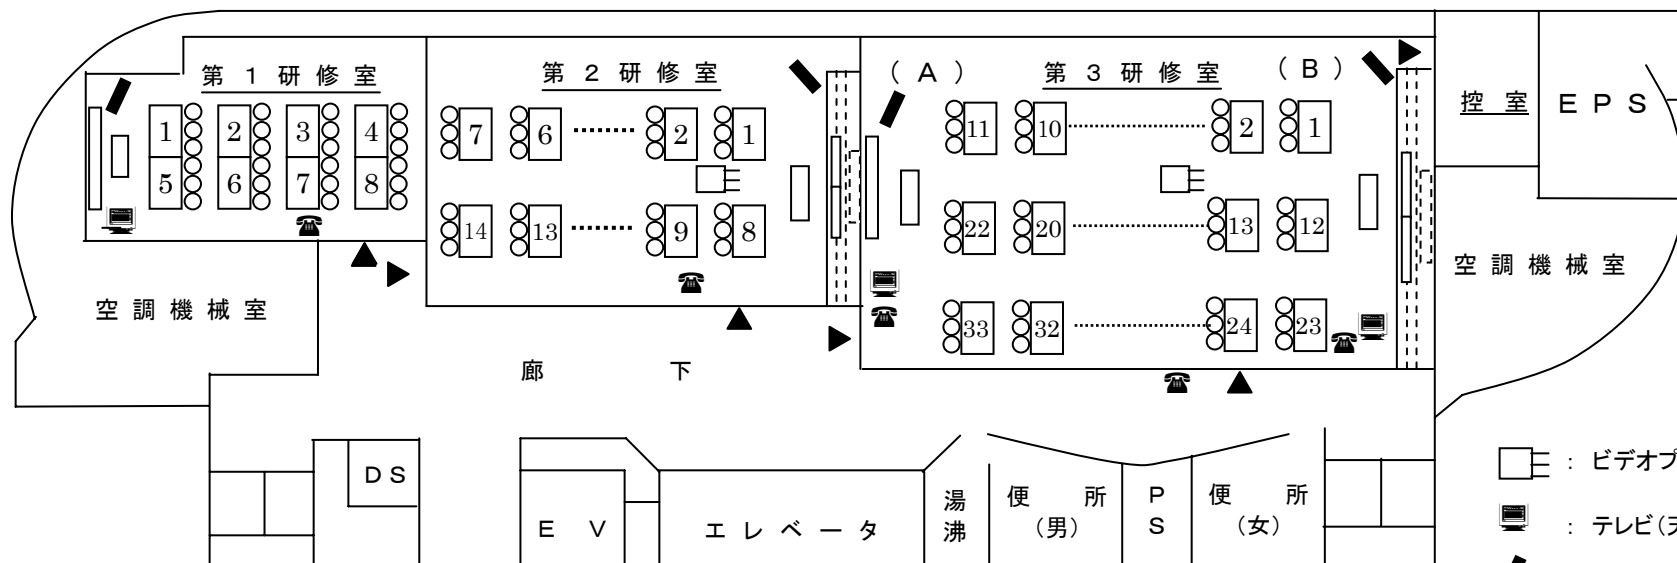 第１研修室
第２研修室
（Ａ）
第３研修室
（Ｂ）
控室
ＥＰＳ
1 2 3 4
5 6 7 8
7 6 2 1
14 13 9 8
11 10 2 1
22 20 13 12
33 32 24 23
空調機械室
空調機械室
廊下
ＤＳ
ＥＶ
エレベータ
湯沸
便所（男）
ＰＳ
便所（女）
：ビデオプ
：テレビ（天